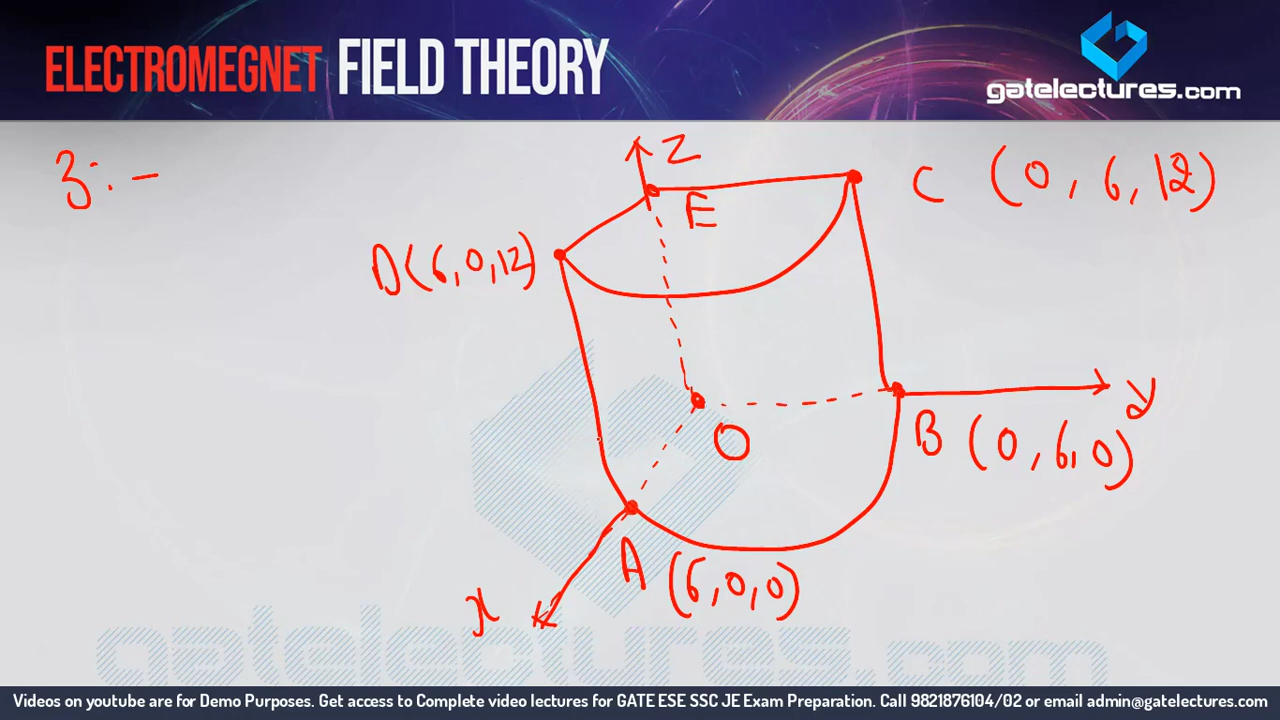 ELECTROMEGNET FIELD THEORY
gatelectures.com
3:-
Z
C (0, 6, 12)
E
D(6,0,12)
O
y
B (0, 6, 0)
A (6, 0, 0)
x
gatelectures.com
Videos on youtube are for Demo Purposes. Get access to Complete video lectures for GATE ESE SSC JE Exam Preparation. Call 9821876104/02 or email admin@gatelectures.com